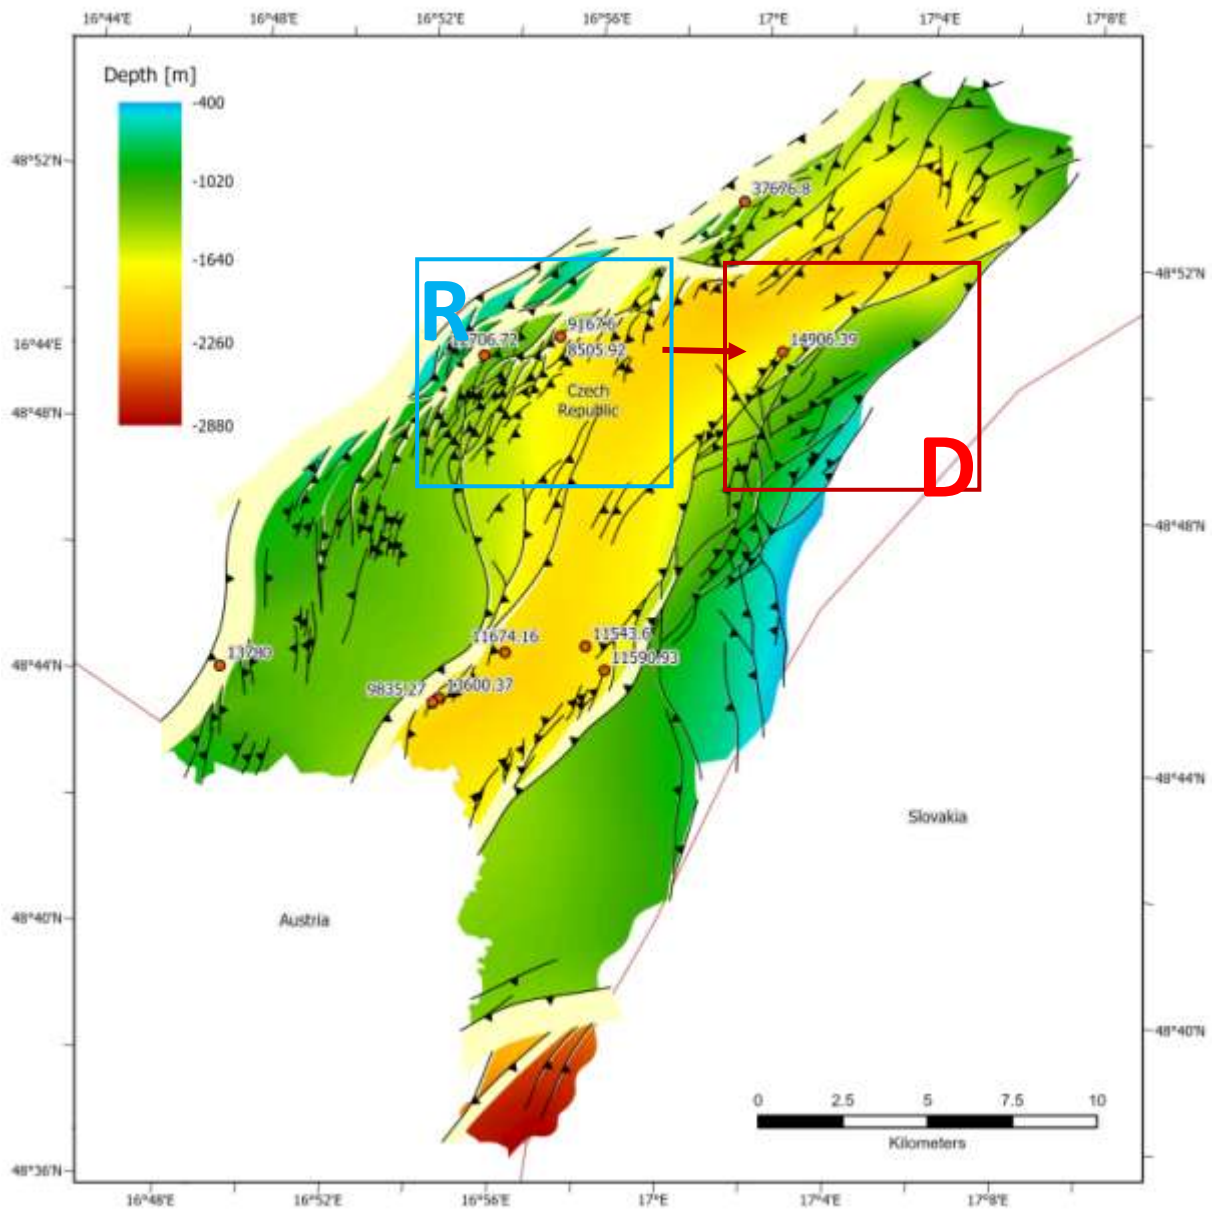 16°44'E 16°48'E 16°52'E 16°56'E 17°E 17°4'E 17°8'E
Depth [m]
-400
-1020
-1640
-2260
-2880
48°52'N
16°44'E
48°48'N
48°44'N
48°40'N
48°36'N
48°52'N
48°48'N
48°44'N
48°40'N
37676.8
R
9167.6
8505.92
14906.39
Czech
Republic
D
11674.16
11543.6
11590.93
13780
9835.27
13600.37
Slovakia
Austria
0 2.5 5 7.5 10
Kilometers
16°48'E 16°52'E 16°56'E 17°E 17°4'E 17°8'E